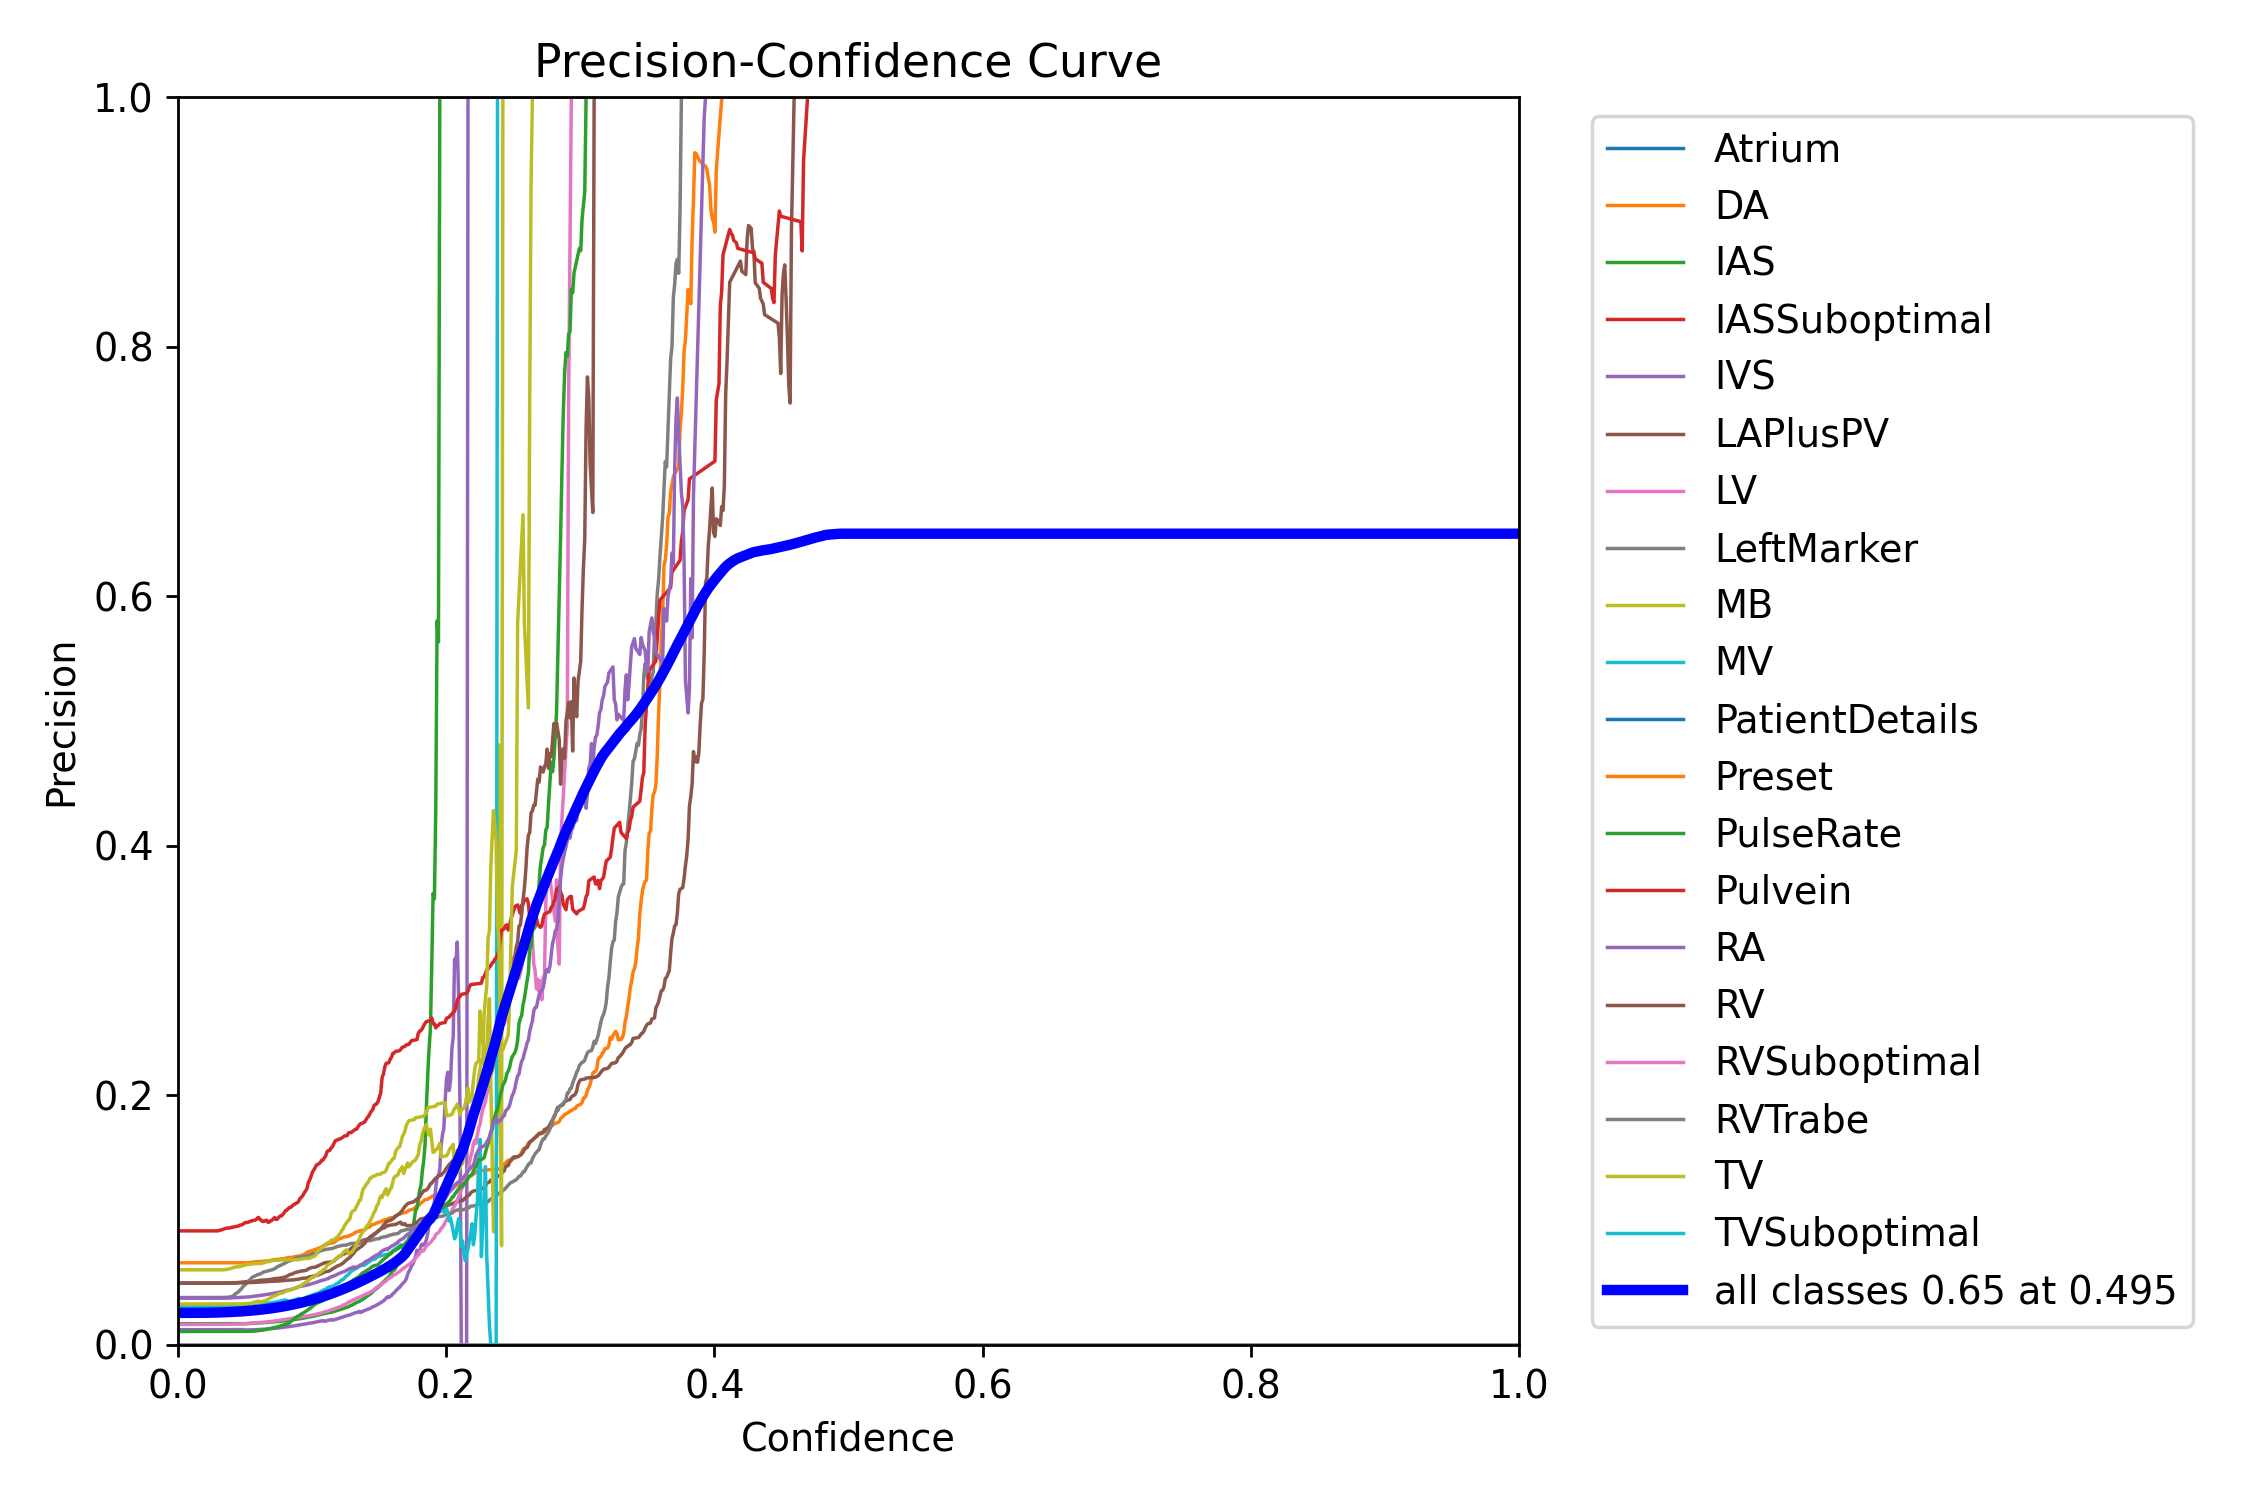 Precision-Confidence Curve
1.0
0.8
0.6
0.4
0.2
0.0
Precision
0.0 0.2 0.4 0.6 0.8 1.0
Confidence
Atrium
DA
IAS
IASSuboptimal
IVS
LAPlusPV
LV
LeftMarker
MB
MV
PatientDetails
Preset
PulseRate
Pulvein
RA
RV
RVSuboptimal
RVTrabe
TV
TVSuboptimal
all classes 0.65 at 0.495